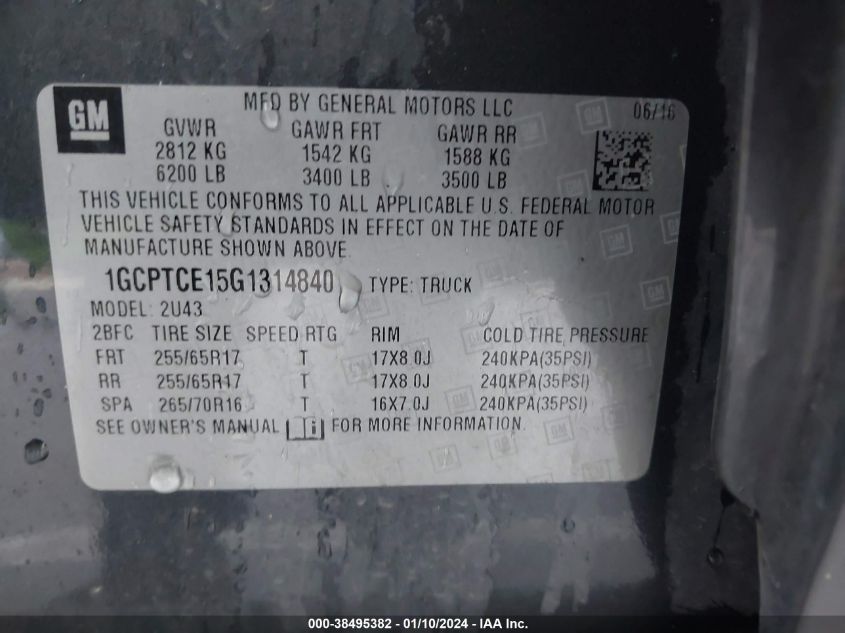 GM
MFD BY GENERAL MOTORS LLC 06/16
GVWR GAWR FRT GAWR RR
2812 KG 1542 KG 1588 KG
6200 LB 3400 LB 3500 LB
THIS VEHICLE CONFORMS TO ALL APPLICABLE U.S. FEDERAL MOTOR
VEHICLE SAFETY STANDARDS IN EFFECT ON THE DATE OF
MANUFACTURE SHOWN ABOVE.
1GCPTCE15G1314840 TYPE: TRUCK
MODEL: 2U43
2BFC TIRE SIZE SPEED RTG RIM COLD TIRE PRESSURE
FRT 255/65R17 T 17X8.0J 240KPA(35PSI)
RR 255/65R17 T 17X8.0J 240KPA(35PSI)
SPA 265/70R16 T 16X7.0J 240KPA(35PSI)
SEE OWNER'S MANUAL i FOR MORE INFORMATION.
000-38495382 - 01/10/2024 - IAA Inc.